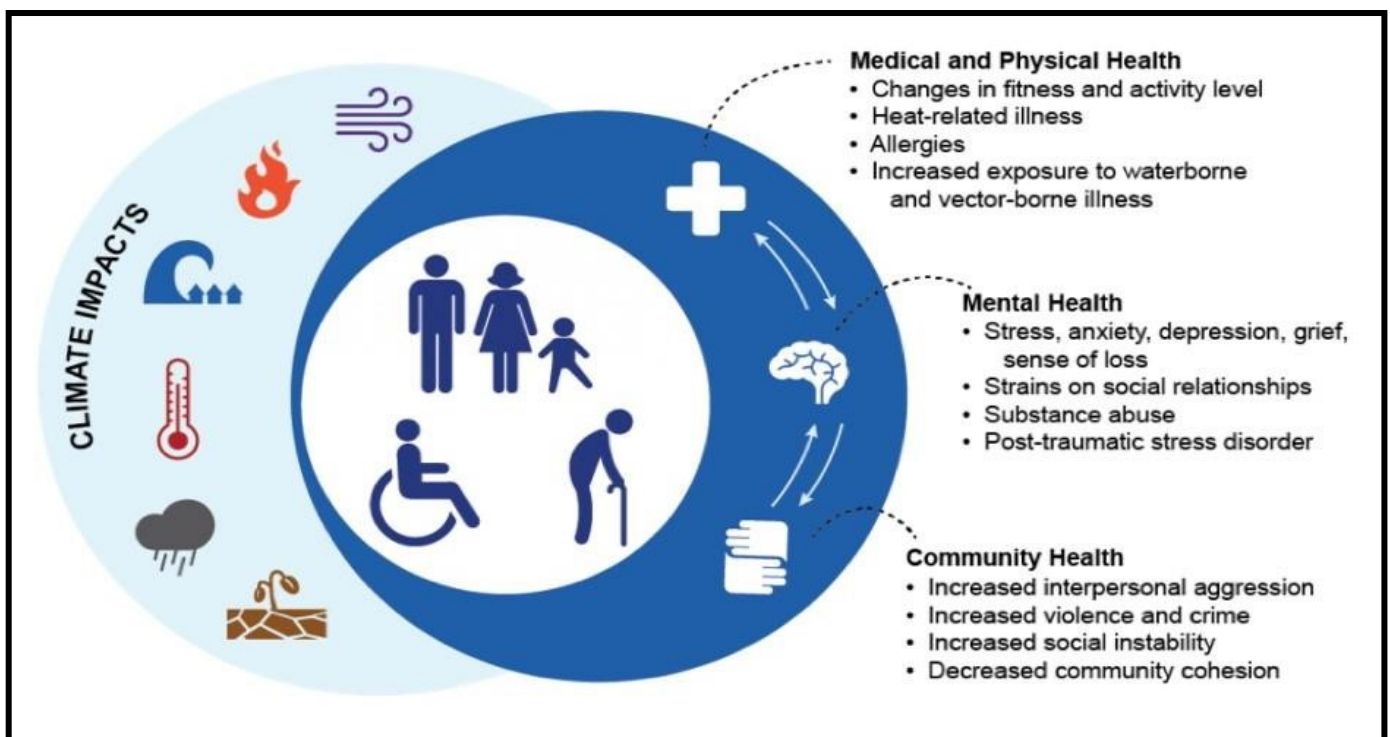 CLIMATE IMPACTS
Medical and Physical Health
• Changes in fitness and activity level
• Heat-related illness
• Allergies
• Increased exposure to waterborne
and vector-borne illness
Mental Health
• Stress, anxiety, depression, grief,
sense of loss
• Strains on social relationships
• Substance abuse
• Post-traumatic stress disorder
Community Health
• Increased interpersonal aggression
• Increased violence and crime
• Increased social instability
• Decreased community cohesion